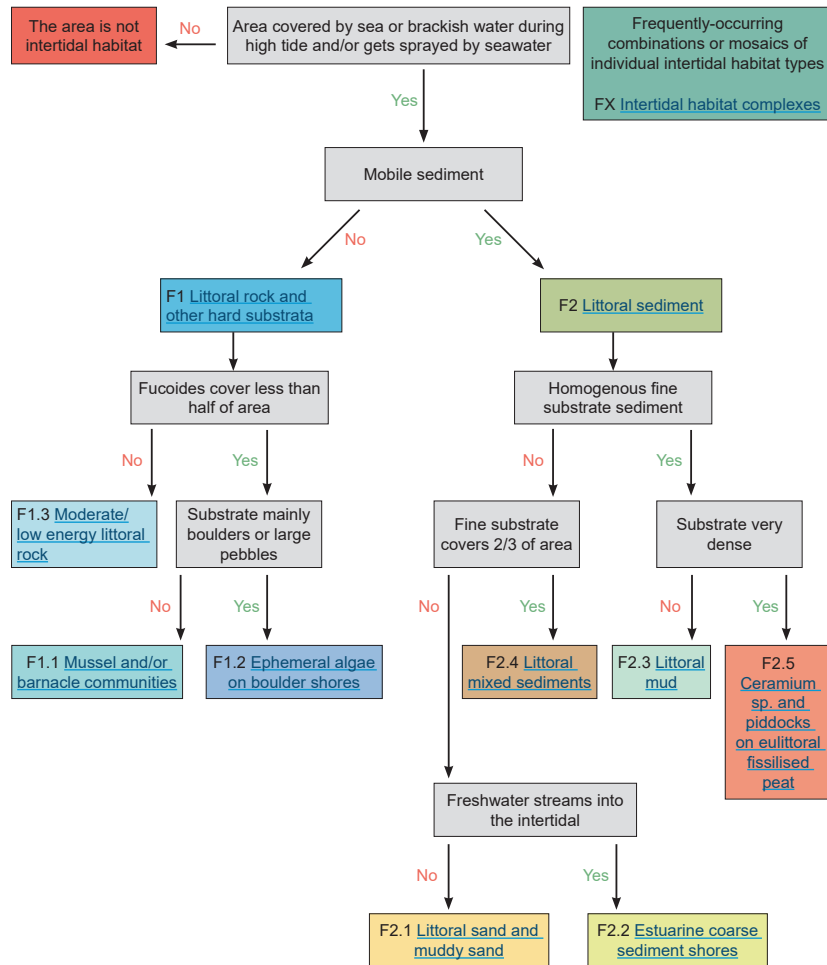 The area is not
intertidal habitat
No
Area covered by sea or brackish water during
high tide and/or gets sprayed by seawater
Frequently-occurring
combinations or mosaics of
individual intertidal habitat types
FX Intertidal habitat complexes
Yes
Mobile sediment
No
Yes
F1 Littoral rock and
other hard substrata
F2 Littoral sediment
Fucoides cover less than
half of area
Homogenous fine
substrate sediment
No
Yes
No
Yes
F1.3 Moderate/
low energy littoral
rock
Substrate mainly
boulders or large
pebbles
Fine substrate
covers 2/3 of area
Substrate very
dense
No
Yes
No
Yes
No
Yes
F1.1 Mussel and/or
barnacle communities
F1.2 Ephemeral algae
on boulder shores
F2.4 Littoral
mixed sediments
F2.3 Littoral
mud
F2.5
Ceramium
sp. and
piddocks
on eulittoral
fissilised
peat
Freshwater streams into
the intertidal
No
Yes
F2.1 Littoral sand and
muddy sand
F2.2 Estuarine coarse
sediment shores